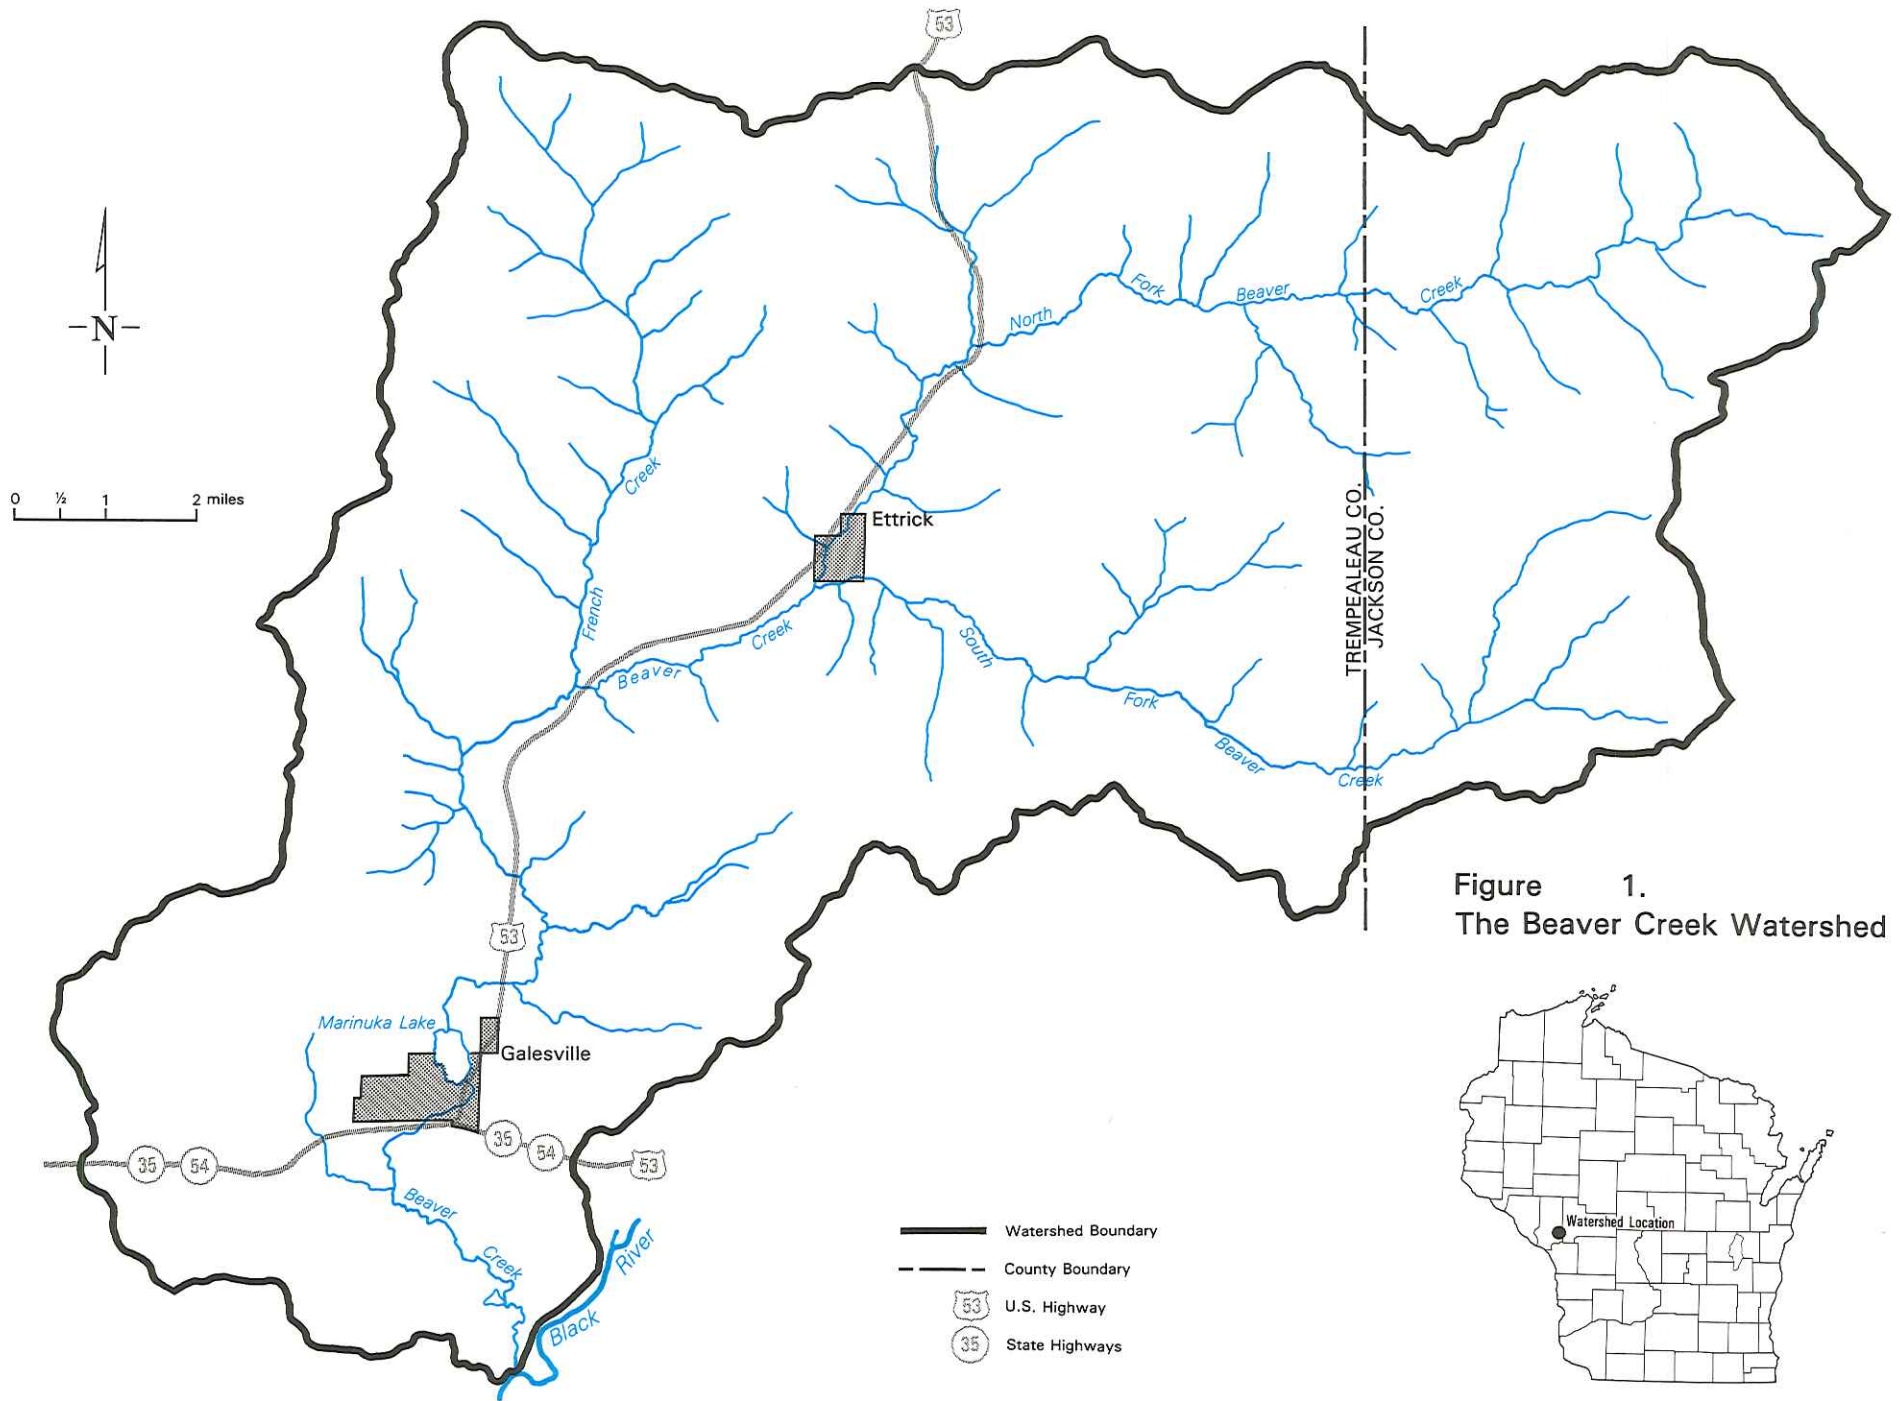 53
Fork
Beaver
Creek
North
N
Creek
0 ½ 1 2 miles
Ettrick
TREMPEALEAU CO.
JACKSON CO.
French
Creek
Beaver
South
Fork
Beaver
Creek
Figure 1.
The Beaver Creek Watershed
53
Marinuka Lake
Galesville
35 54
35
54
53
Beaver
Creek
River
Black
Watershed Boundary
County Boundary
53 U.S. Highway
35 State Highways
Watershed Location